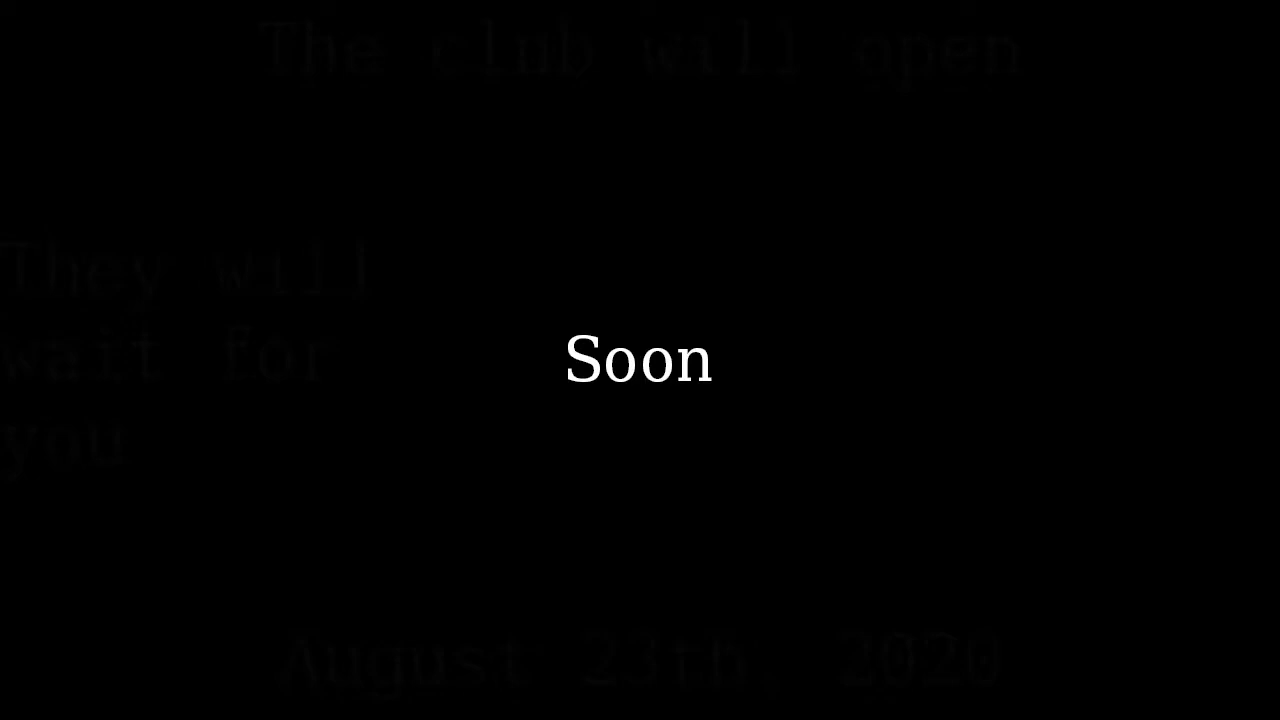 The club will open
They will
wait for
you
Soon
August 23th, 2020